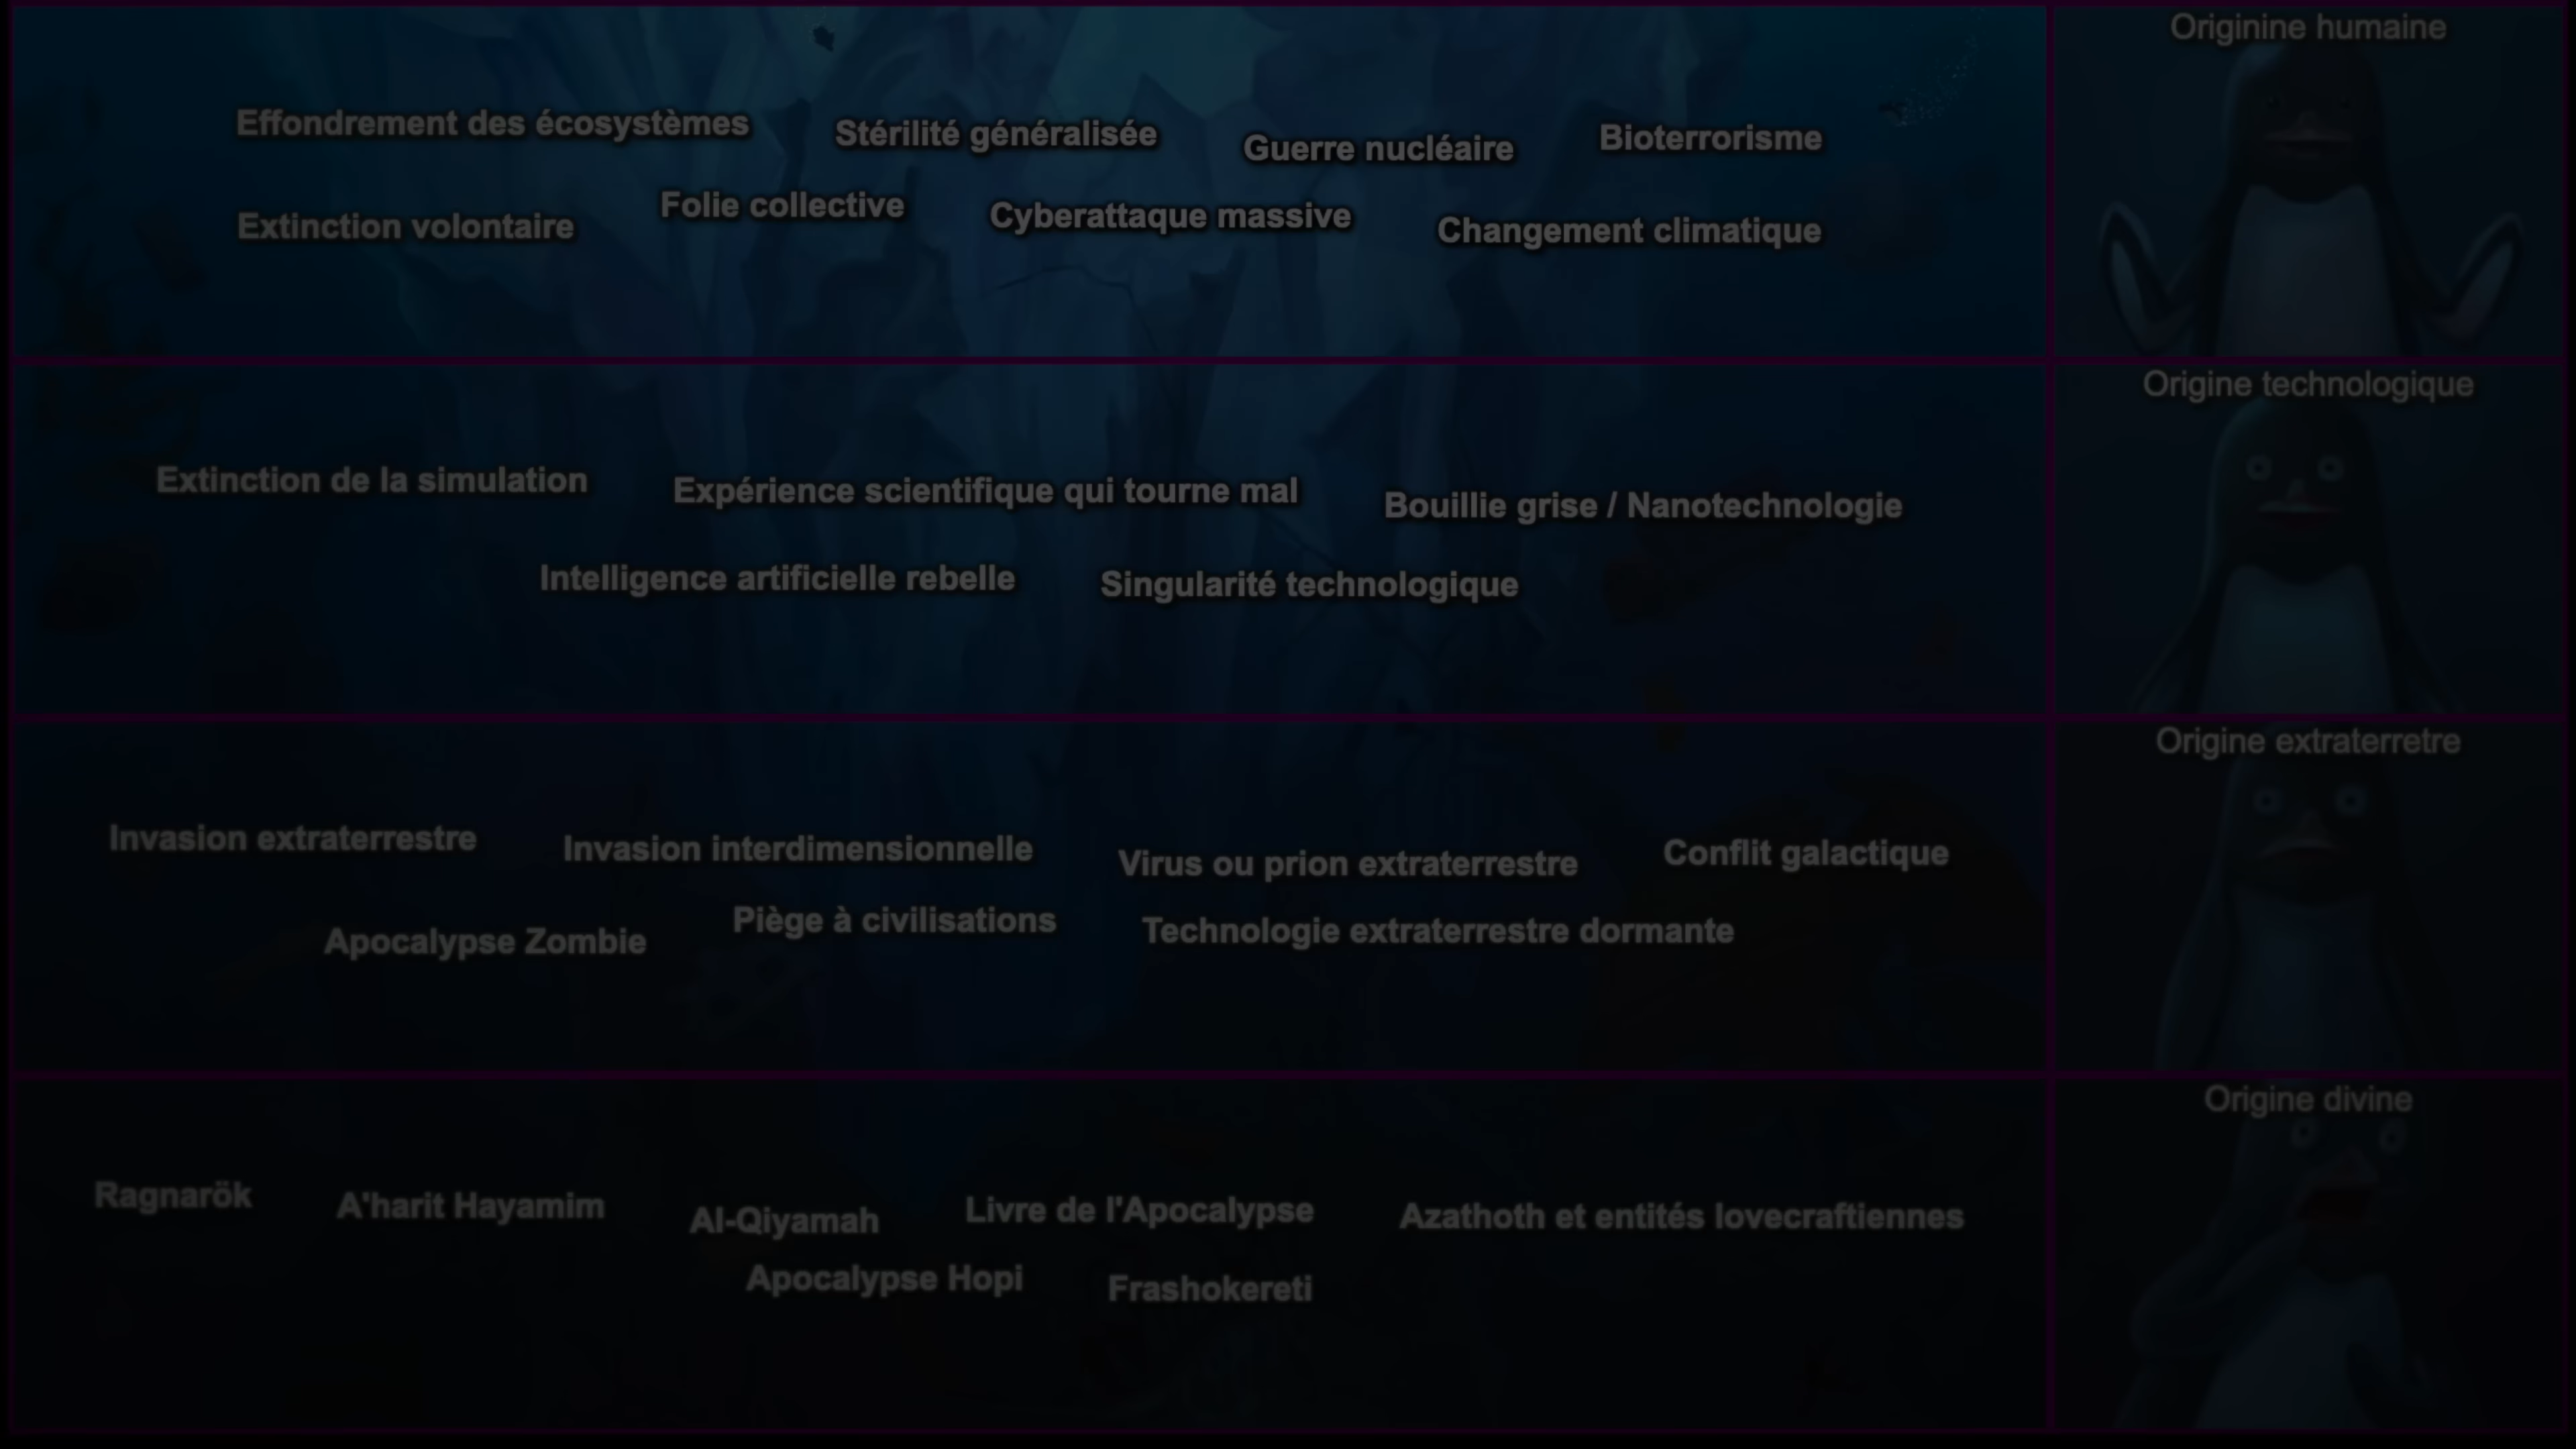 Originine humaine
Effondrement des écosystèmes
Stérilité généralisée
Guerre nucléaire
Bioterrorisme
Extinction volontaire
Folie collective
Cyberattaque massive
Changement climatique
Origine technologique
Extinction de la simulation
Expérience scientifique qui tourne mal
Bouillie grise / Nanotechnologie
Intelligence artificielle rebelle
Singularité technologique
Origine extraterretre
Invasion extraterrestre
Invasion interdimensionnelle
Virus ou prion extraterrestre
Conflit galactique
Apocalypse Zombie
Piège à civilisations
Technologie extraterrestre dormante
Origine divine
Ragnarök
A'harit Hayamim
Al-Qiyamah
Livre de l'Apocalypse
Azathoth et entités lovecraftiennes
Apocalypse Hopi
Frashokereti